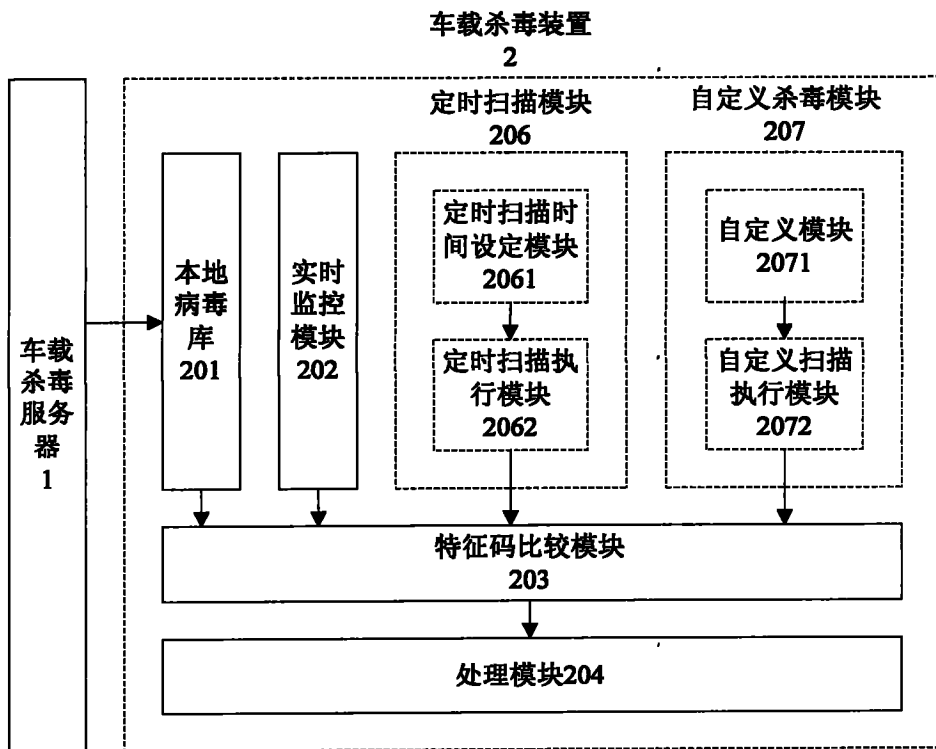 车载杀毒装置
2
定时扫描模块
206
自定义杀毒模块
207
车载
杀毒
服务
器
1
本地
病毒
库
201
实时
监控
模块
202
定时扫描时
间设定模块
2061
定时扫描执
行模块
2062
自定义模块
2071
自定义扫描
执行模块
2072
特征码比较模块
203
处理模块204